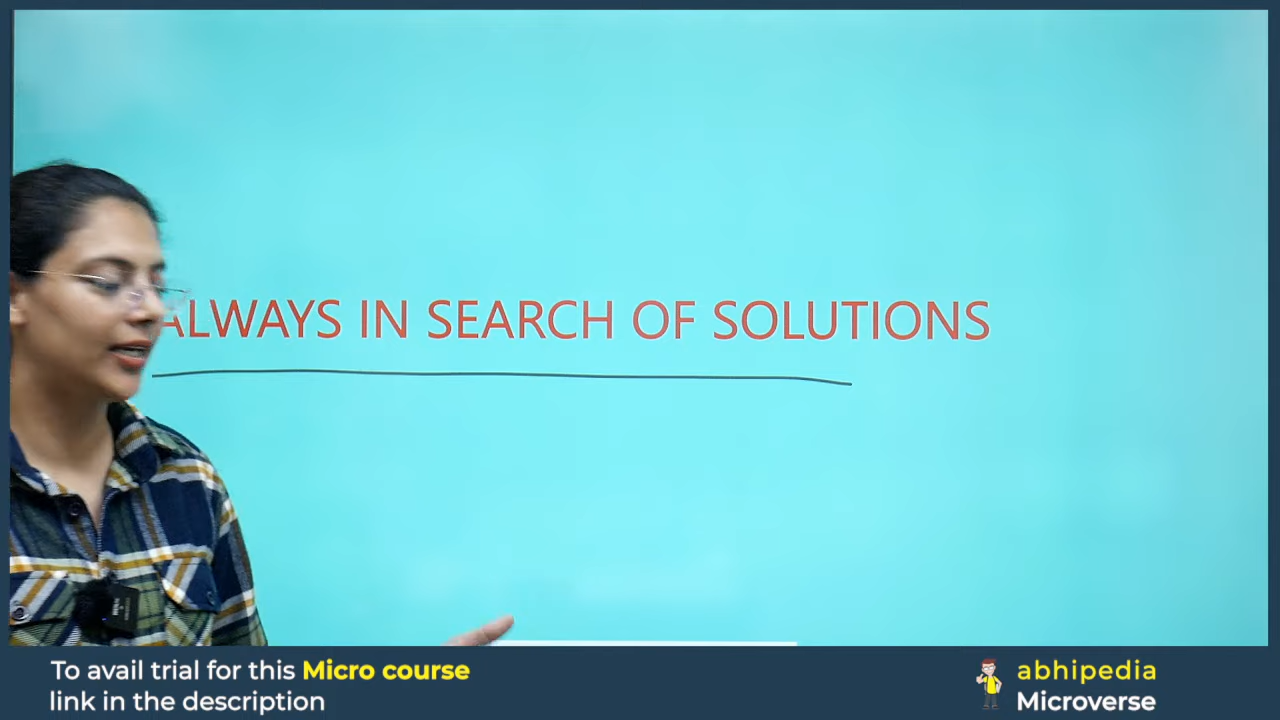 ALWAYS IN SEARCH OF SOLUTIONS
To avail trial for this Micro course
link in the description
abhipedia
Microverse